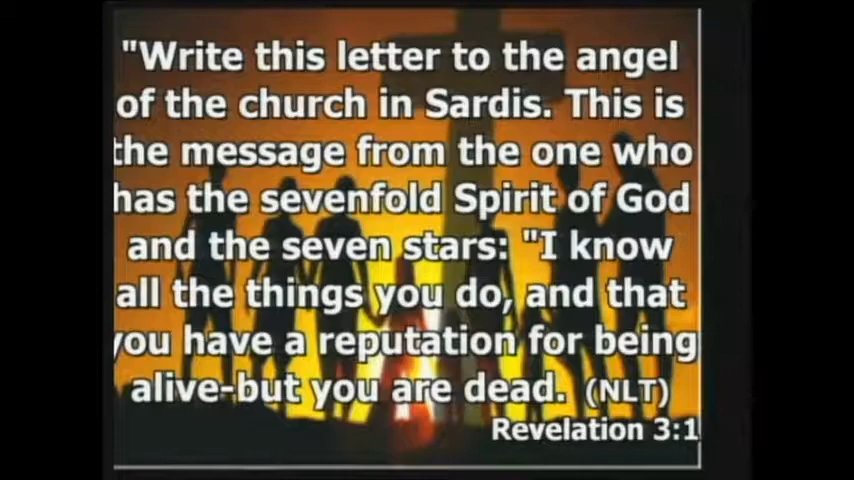 "Write this letter to the angel
of the church in Sardis. This is
the message from the one who
has the sevenfold Spirit of God
and the seven stars: "I know
all the things you do, and that
you have a reputation for being
alive-but you are dead. (NLT)
Revelation 3:1